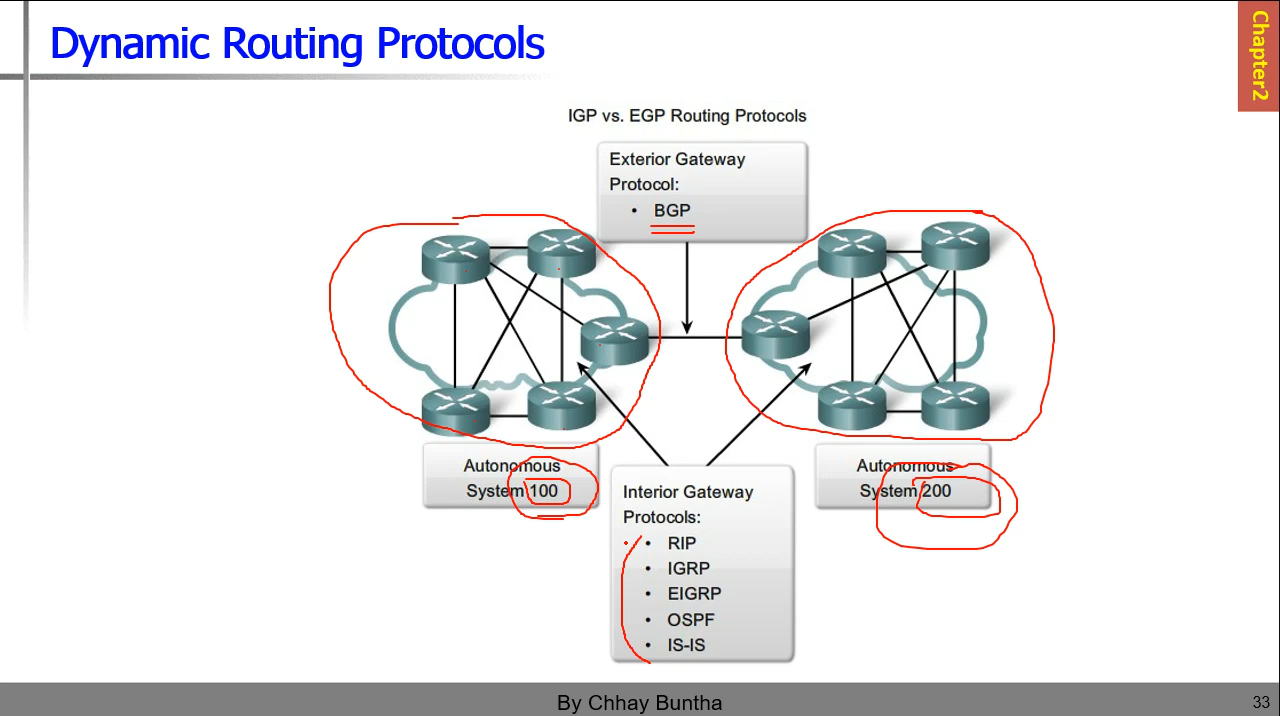 Dynamic Routing Protocols
Chapter2
IGP vs. EGP Routing Protocols
Exterior Gateway
Protocol:
• BGP
Autonomous
System 100
Autonomous
System 200
Interior Gateway
Protocols:
• RIP
• IGRP
• EIGRP
• OSPF
• IS-IS
By Chhay Buntha
33